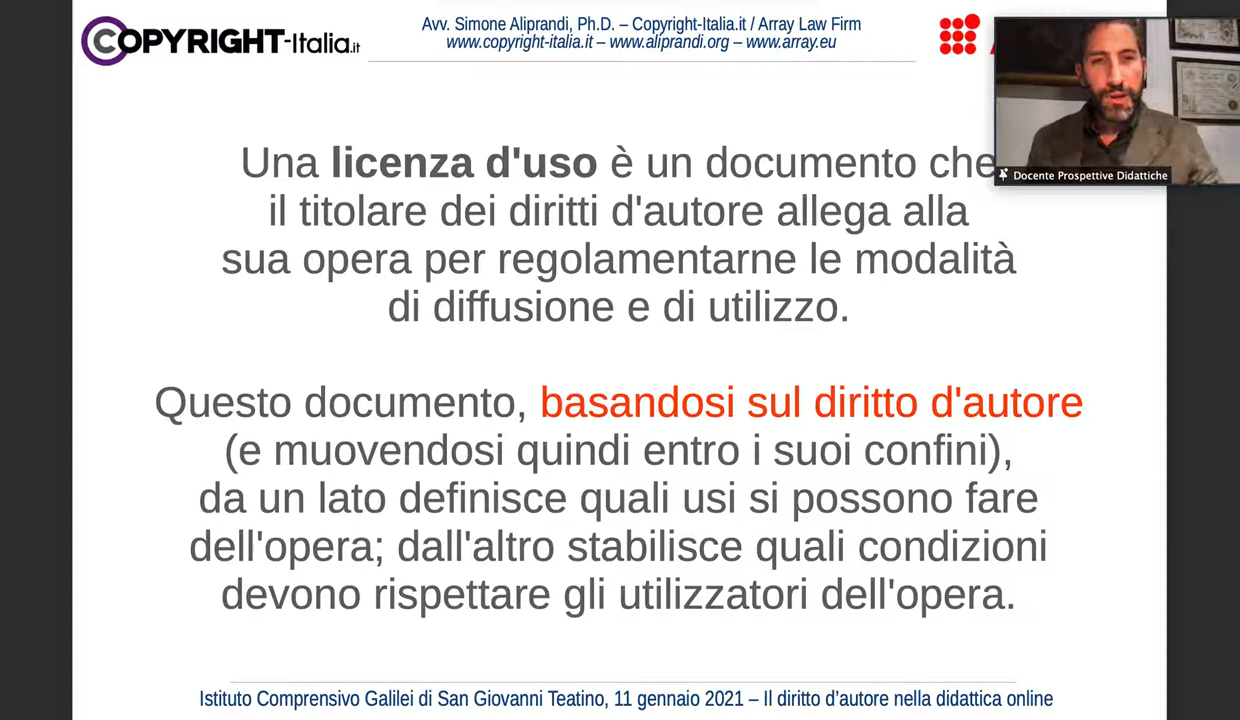 COPYRIGHT-Italia.it
Avv. Simone Aliprandi, Ph.D. – Copyright-Italia.it / Array Law Firm
www.copyright-italia.it – www.aliprandi.org – www.array.eu
Docente Prospettive Didattiche
Una licenza d'uso è un documento che
il titolare dei diritti d'autore allega alla
sua opera per regolamentarne le modalità
di diffusione e di utilizzo.
Questo documento, basandosi sul diritto d'autore
(e muovendosi quindi entro i suoi confini),
da un lato definisce quali usi si possono fare
dell'opera; dall'altro stabilisce quali condizioni
devono rispettare gli utilizzatori dell'opera.
Istituto Comprensivo Galilei di San Giovanni Teatino, 11 gennaio 2021 – Il diritto d’autore nella didattica online